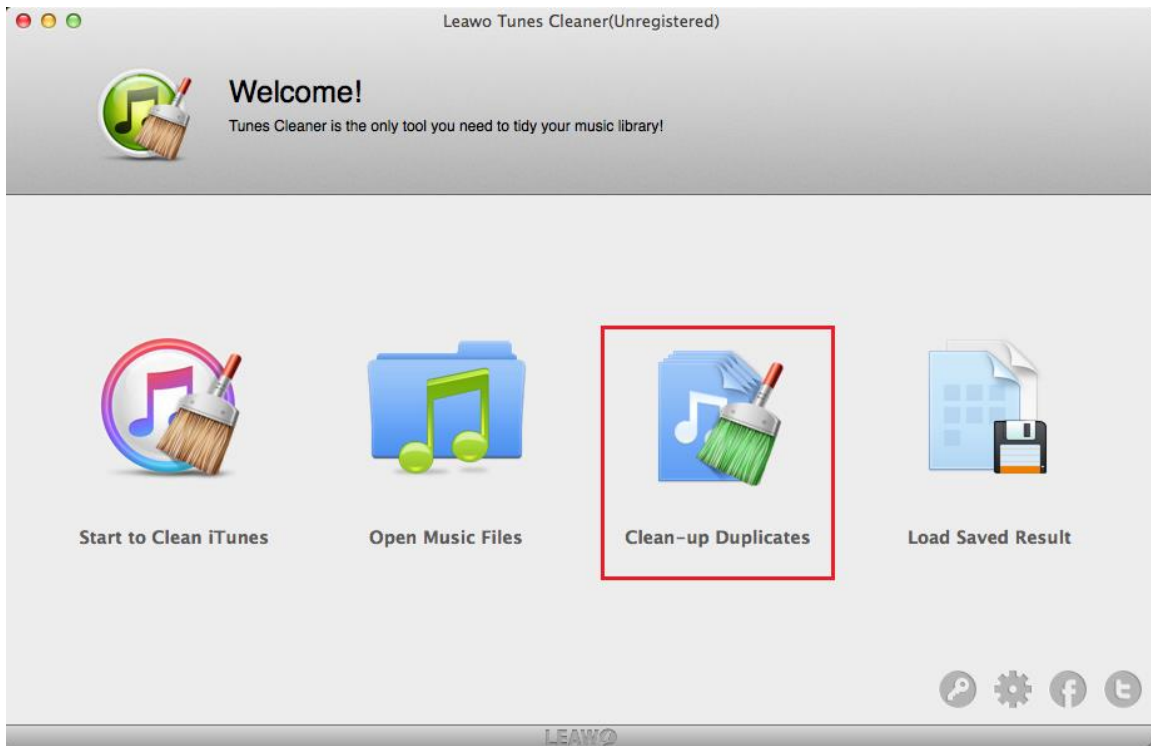 Leawo Tunes Cleaner(Unregistered)
Welcome!
Tunes Cleaner is the only tool you need to tidy your music library!
Start to Clean iTunes
Open Music Files
Clean-up Duplicates
Load Saved Result
LEAWO